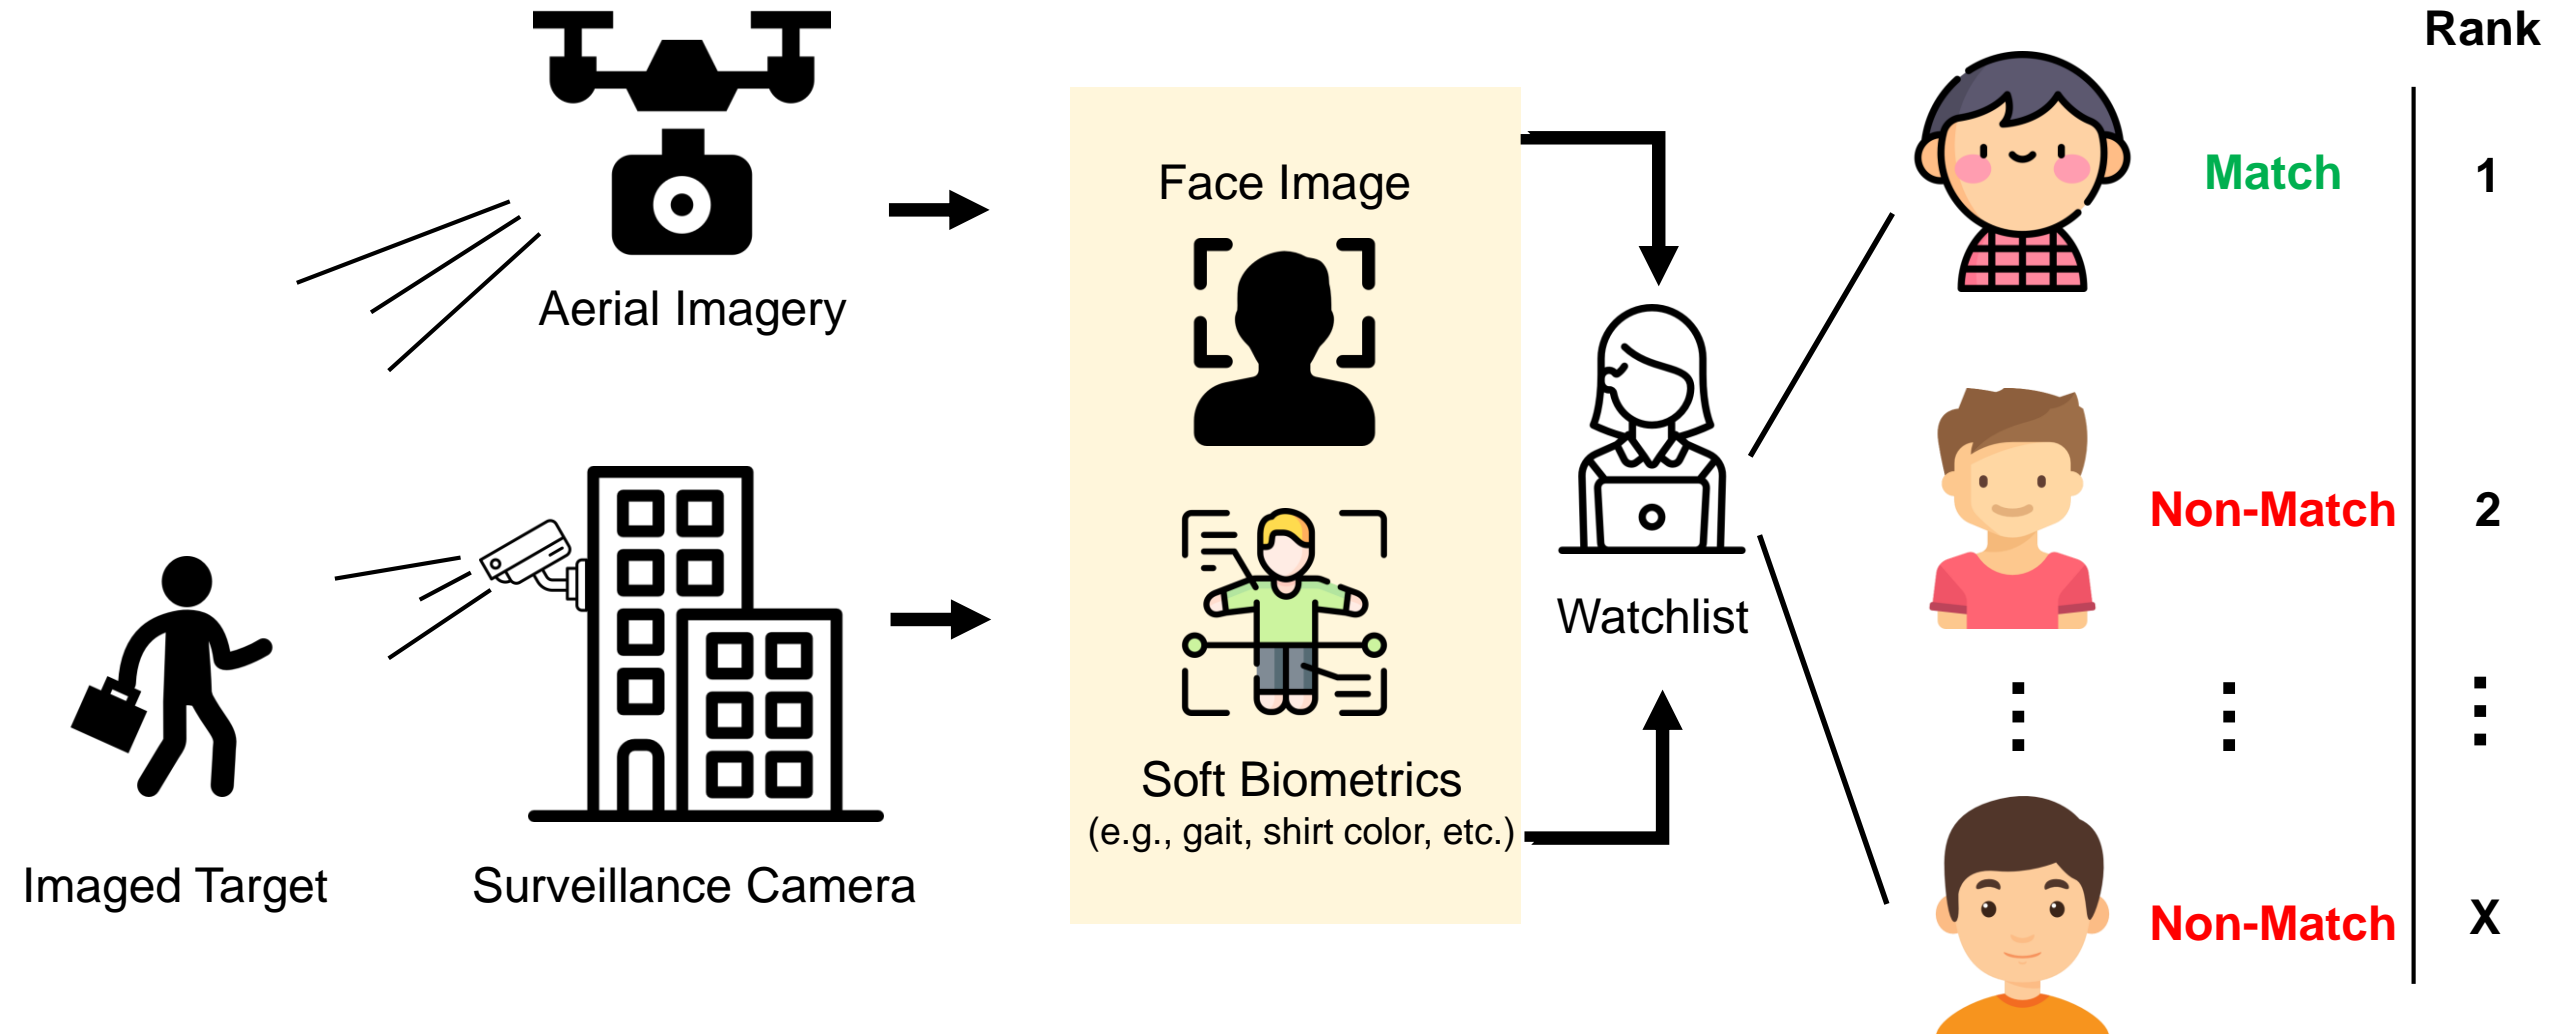 Rank
Face Image
Match
1
Aerial Imagery
Non-Match
2
Watchlist
Soft Biometrics
(e.g., gait, shirt color, etc.)
Imaged Target
Surveillance Camera
Non-Match
X